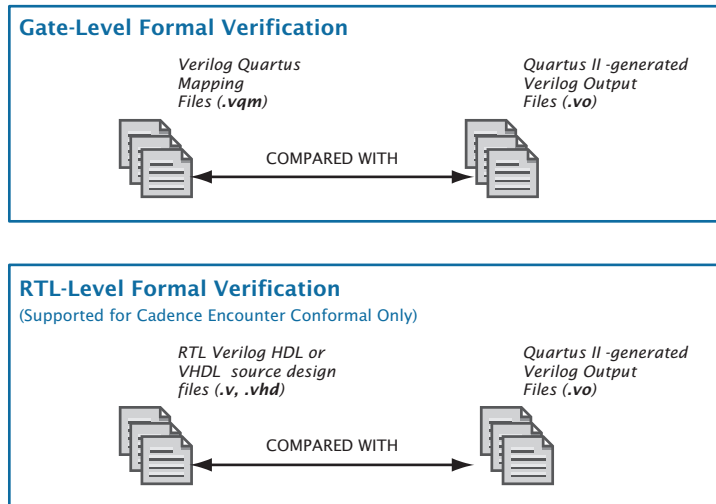 Gate-Level Formal Verification
Verilog Quartus
Mapping
Files (.vqm)
Quartus II -generated
Verilog Output
Files (.vo)
COMPARED WITH
RTL-Level Formal Verification
(Supported for Cadence Encounter Conformal Only)
RTL Verilog HDL or
VHDL source design
files (.v, .vhd)
Quartus II -generated
Verilog Output
Files (.vo)
COMPARED WITH